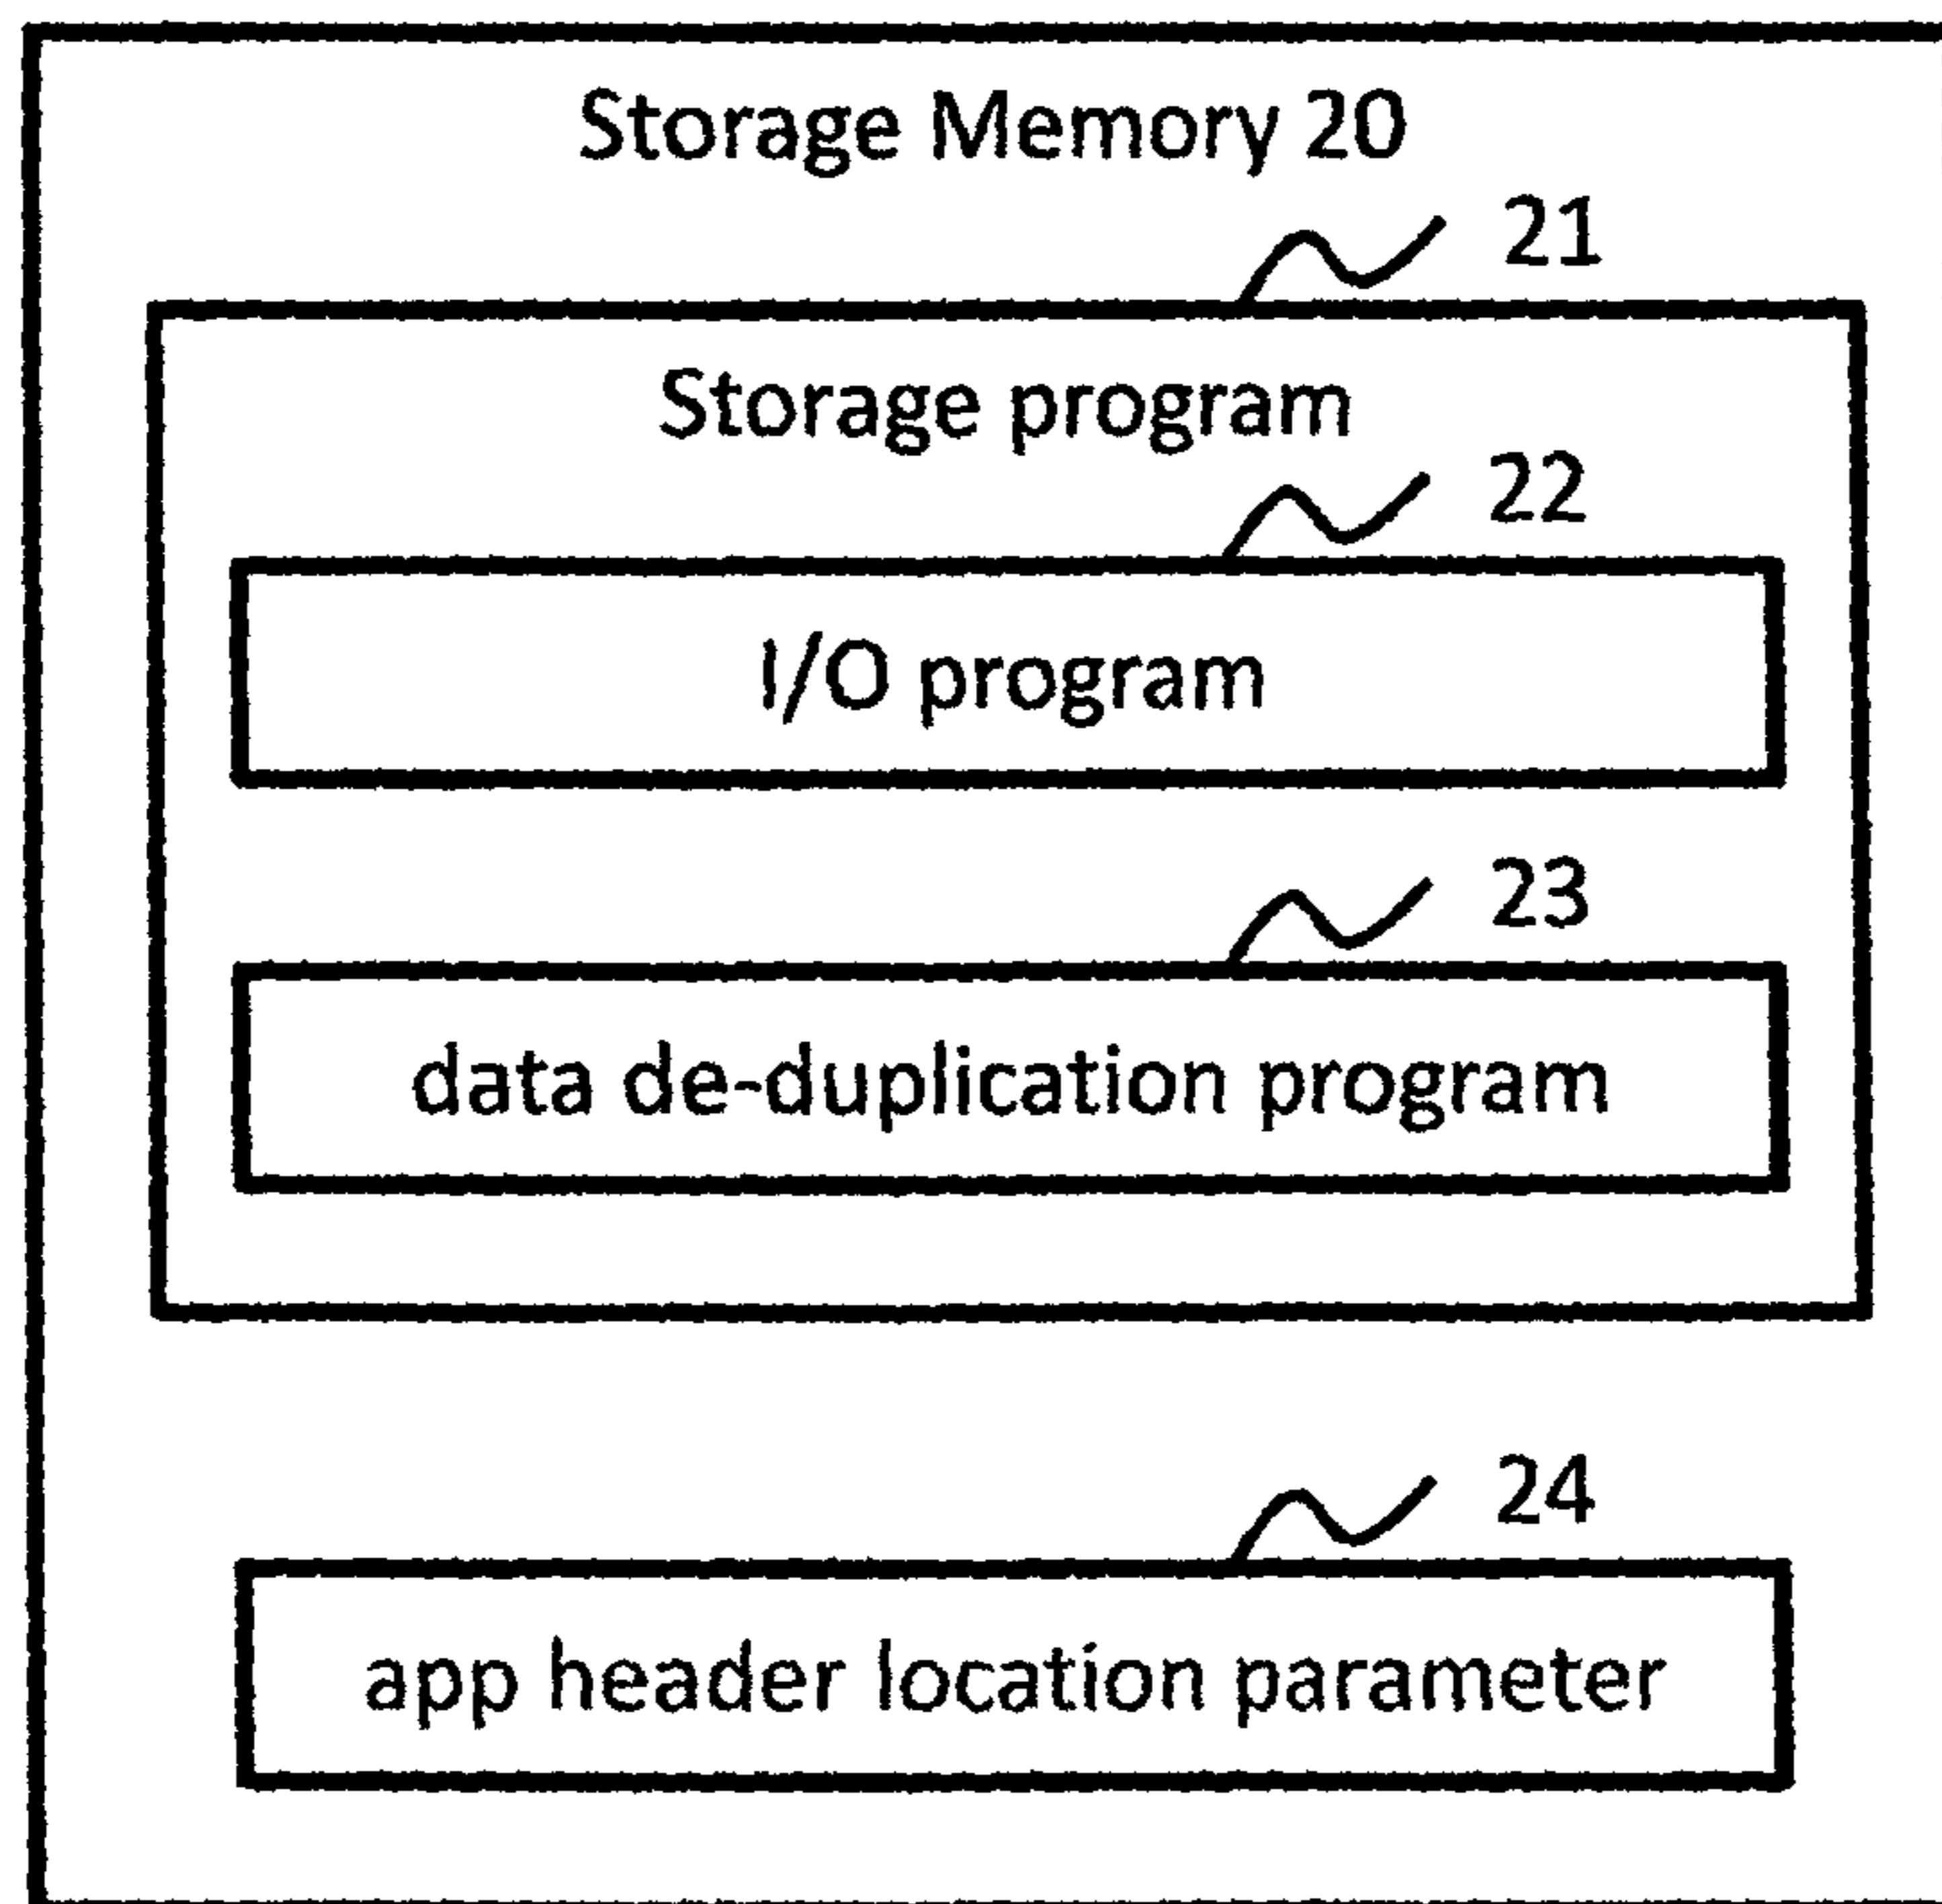 Storage Memory 20
21
Storage program
22
I/O program
23
data de-duplication program
24
app header location parameter